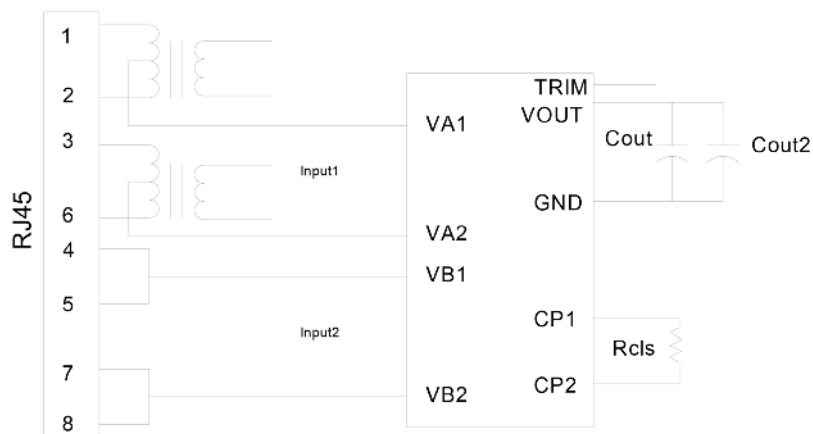 RJ45
1
2
3
6
4
5
7
8
Input1
Input2
VA1
VA2
VB1
VB2
TRIM
VOUT
GND
CP1
CP2
Cout
Cout2
Rcls